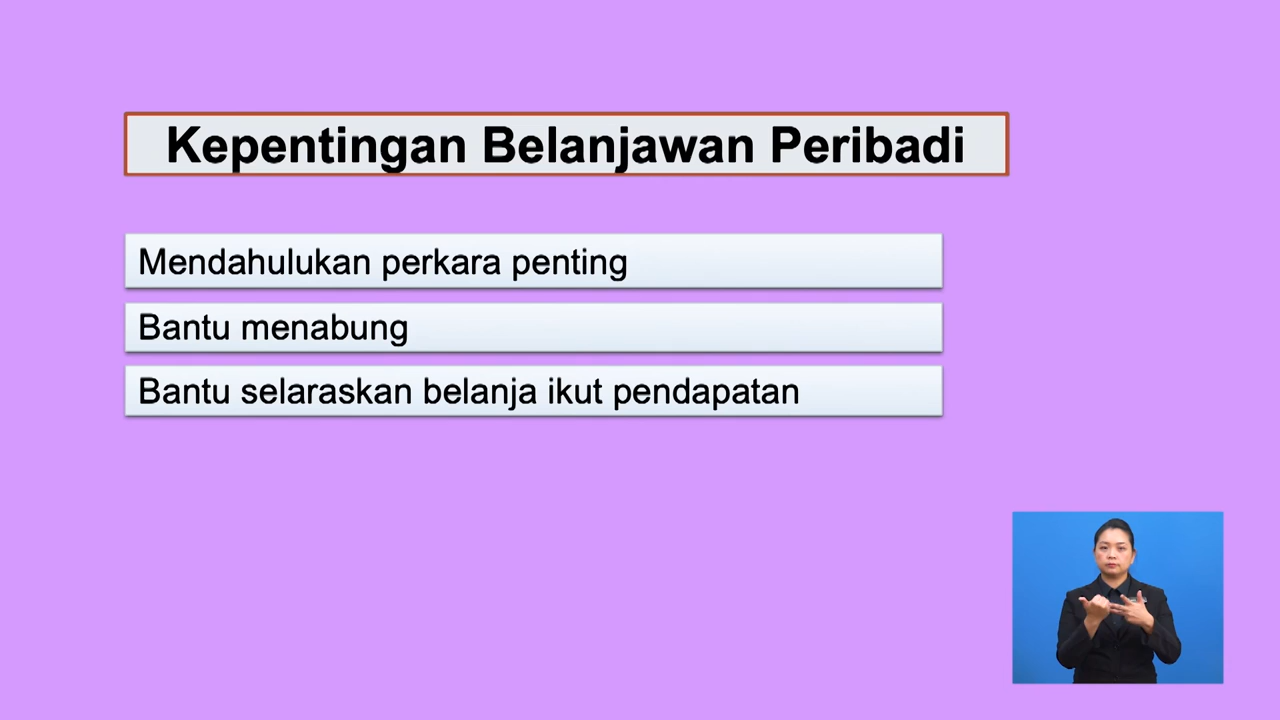 Kepentingan Belanjawan Peribadi
Mendahulukan perkara penting
Bantu menabung
Bantu selaraskan belanja ikut pendapatan